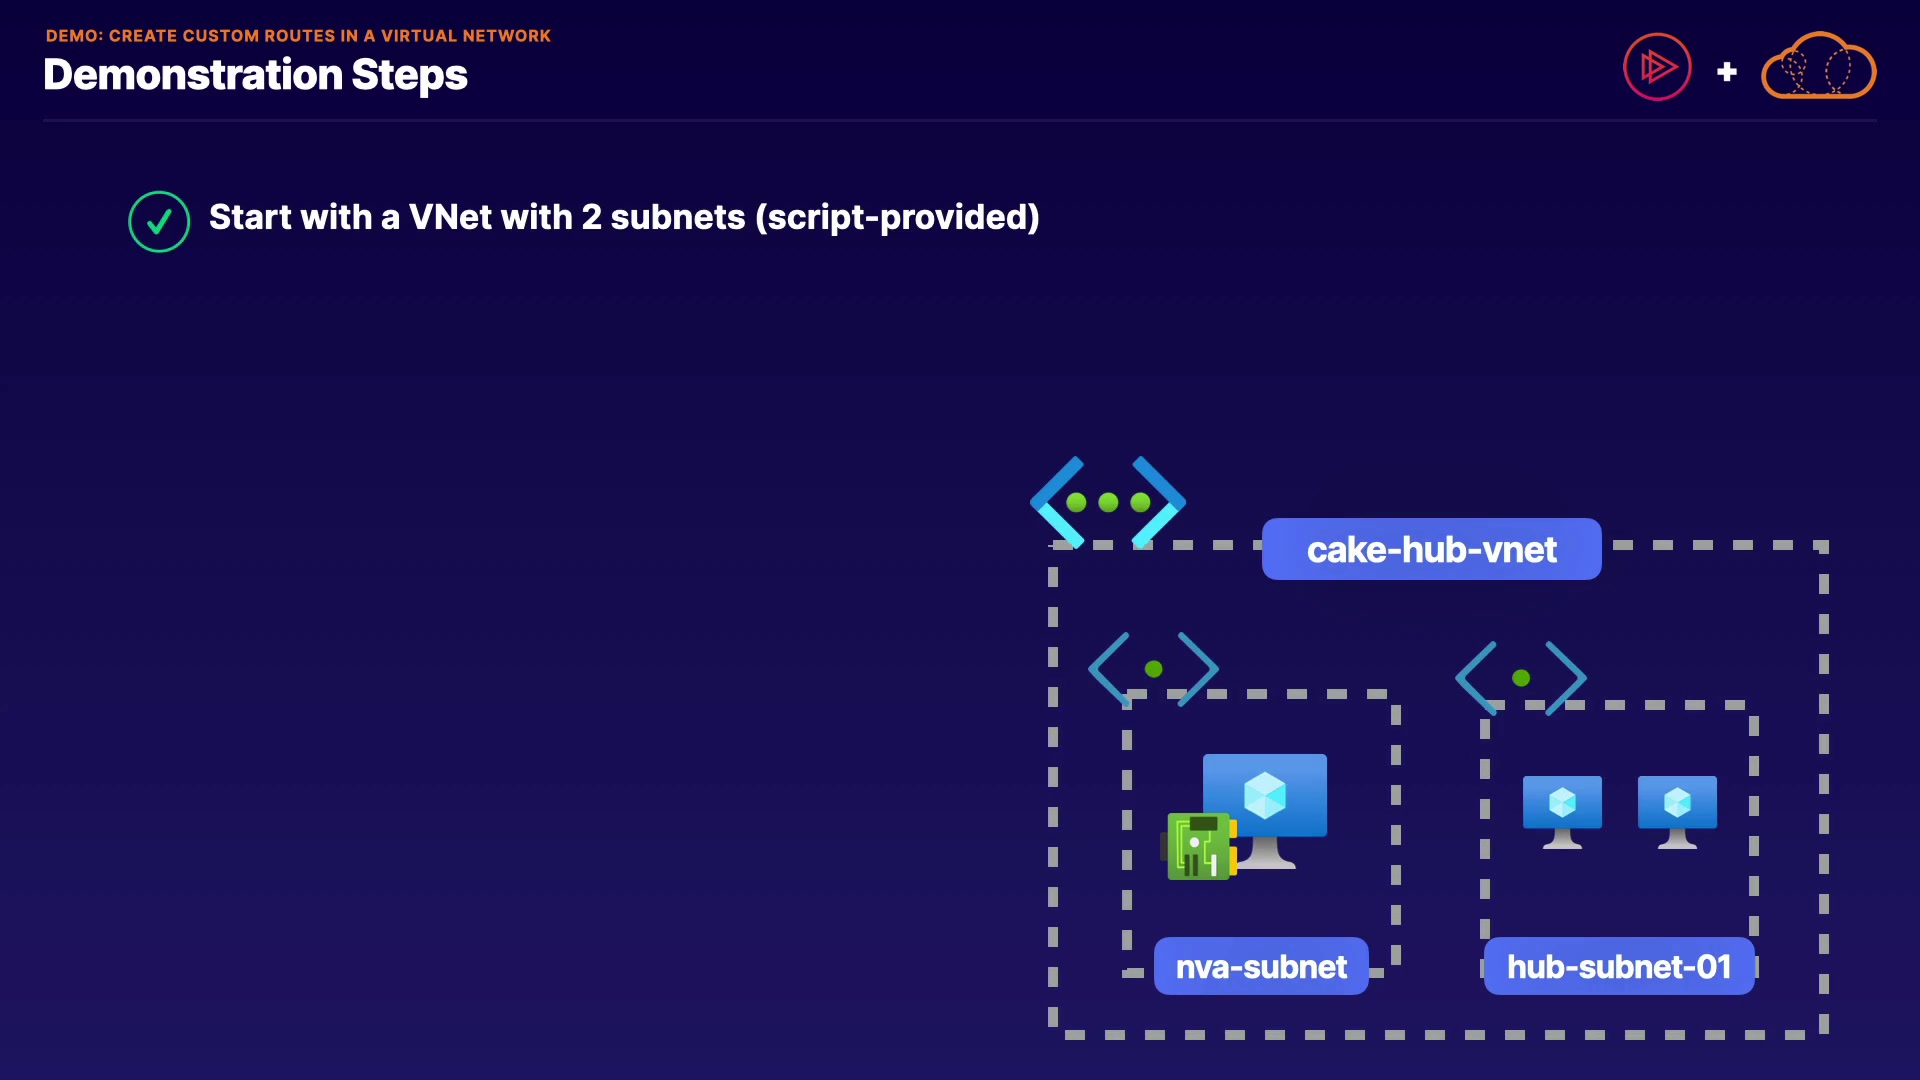 DEMO: CREATE CUSTOM ROUTES IN A VIRTUAL NETWORK
Demonstration Steps
Start with a VNet with 2 subnets (script-provided)
cake-hub-vnet
nva-subnet
hub-subnet-01